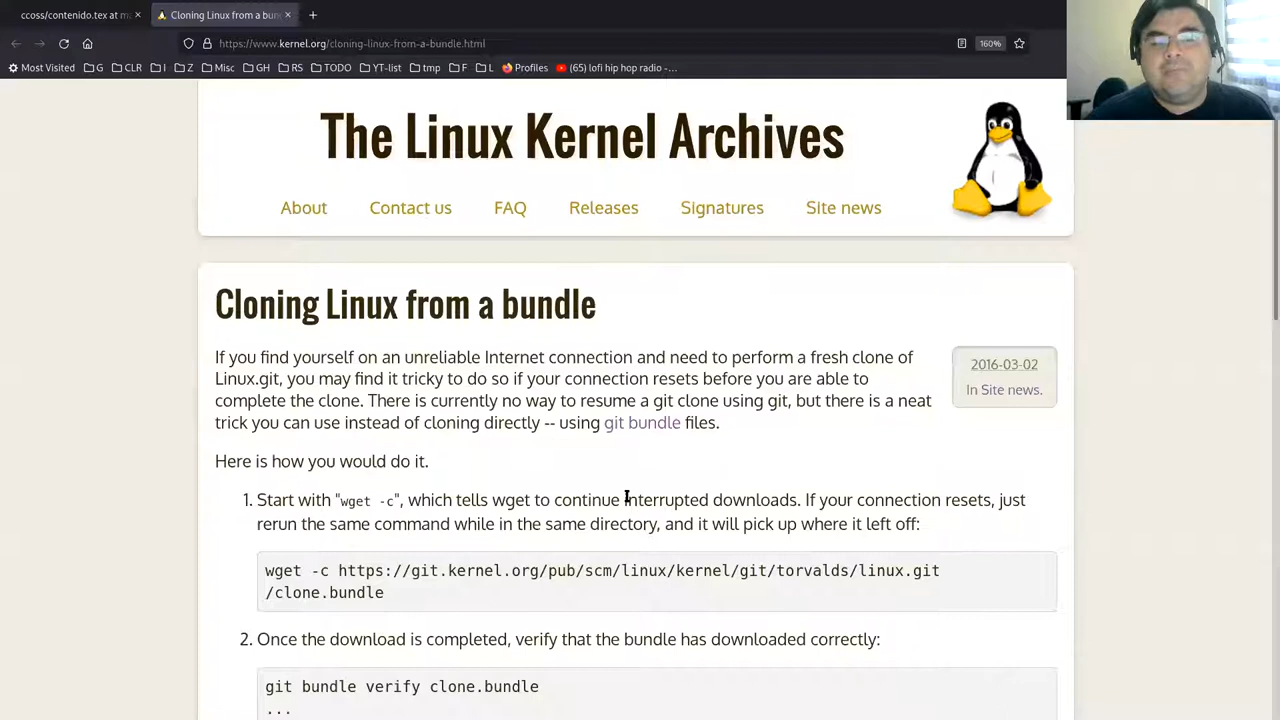 ccoss/contenido.tex at m
Cloning Linux from a bun
https://www.kernel.org/cloning-linux-from-a-bundle.html
160%
Most Visited G CLR I Z Misc GH RS TODO YT-list tmp F L Profiles (65) lofi hip hop radio -...
The Linux Kernel Archives
About Contact us FAQ Releases Signatures Site news
Cloning Linux from a bundle
If you find yourself on an unreliable Internet connection and need to perform a fresh clone of
Linux.git, you may find it tricky to do so if your connection resets before you are able to
complete the clone. There is currently no way to resume a git clone using git, but there is a neat
trick you can use instead of cloning directly -- using git bundle files.
2016-03-02
In Site news.
Here is how you would do it.
1. Start with "wget -c", which tells wget to continue interrupted downloads. If your connection resets, just
rerun the same command while in the same directory, and it will pick up where it left off:
wget -c https://git.kernel.org/pub/scm/linux/kernel/git/torvalds/linux.git
/clone.bundle
2. Once the download is completed, verify that the bundle has downloaded correctly:
git bundle verify clone.bundle
...